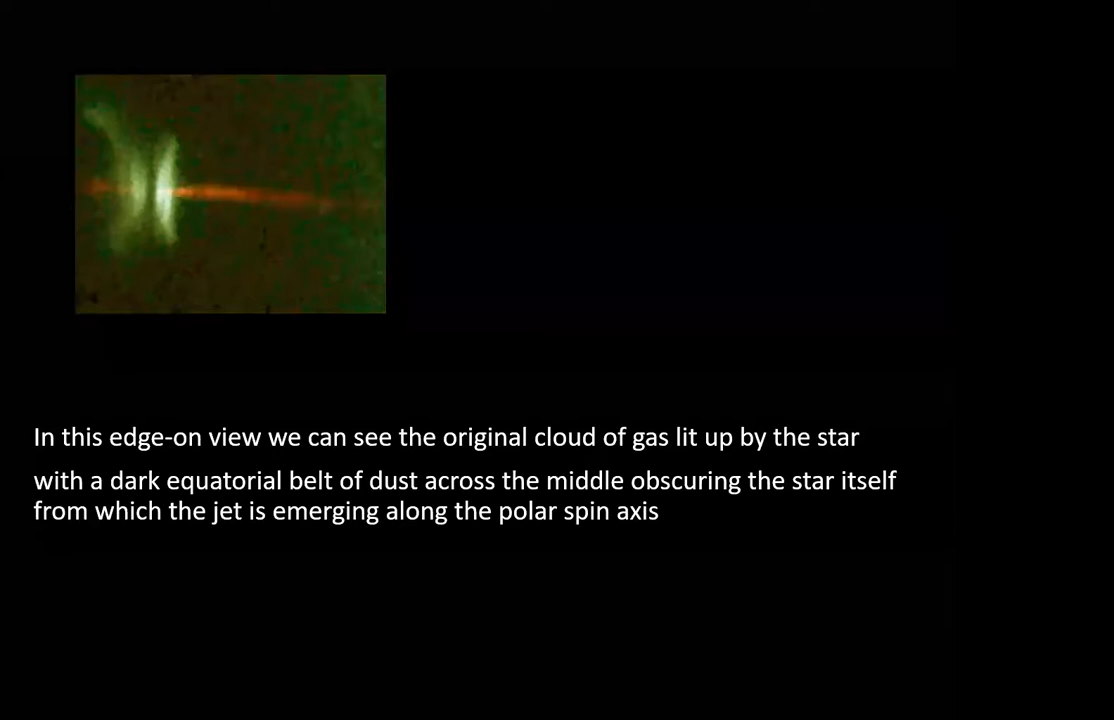 In this edge-on view we can see the original cloud of gas lit up by the star
with a dark equatorial belt of dust across the middle obscuring the star itself
from which the jet is emerging along the polar spin axis